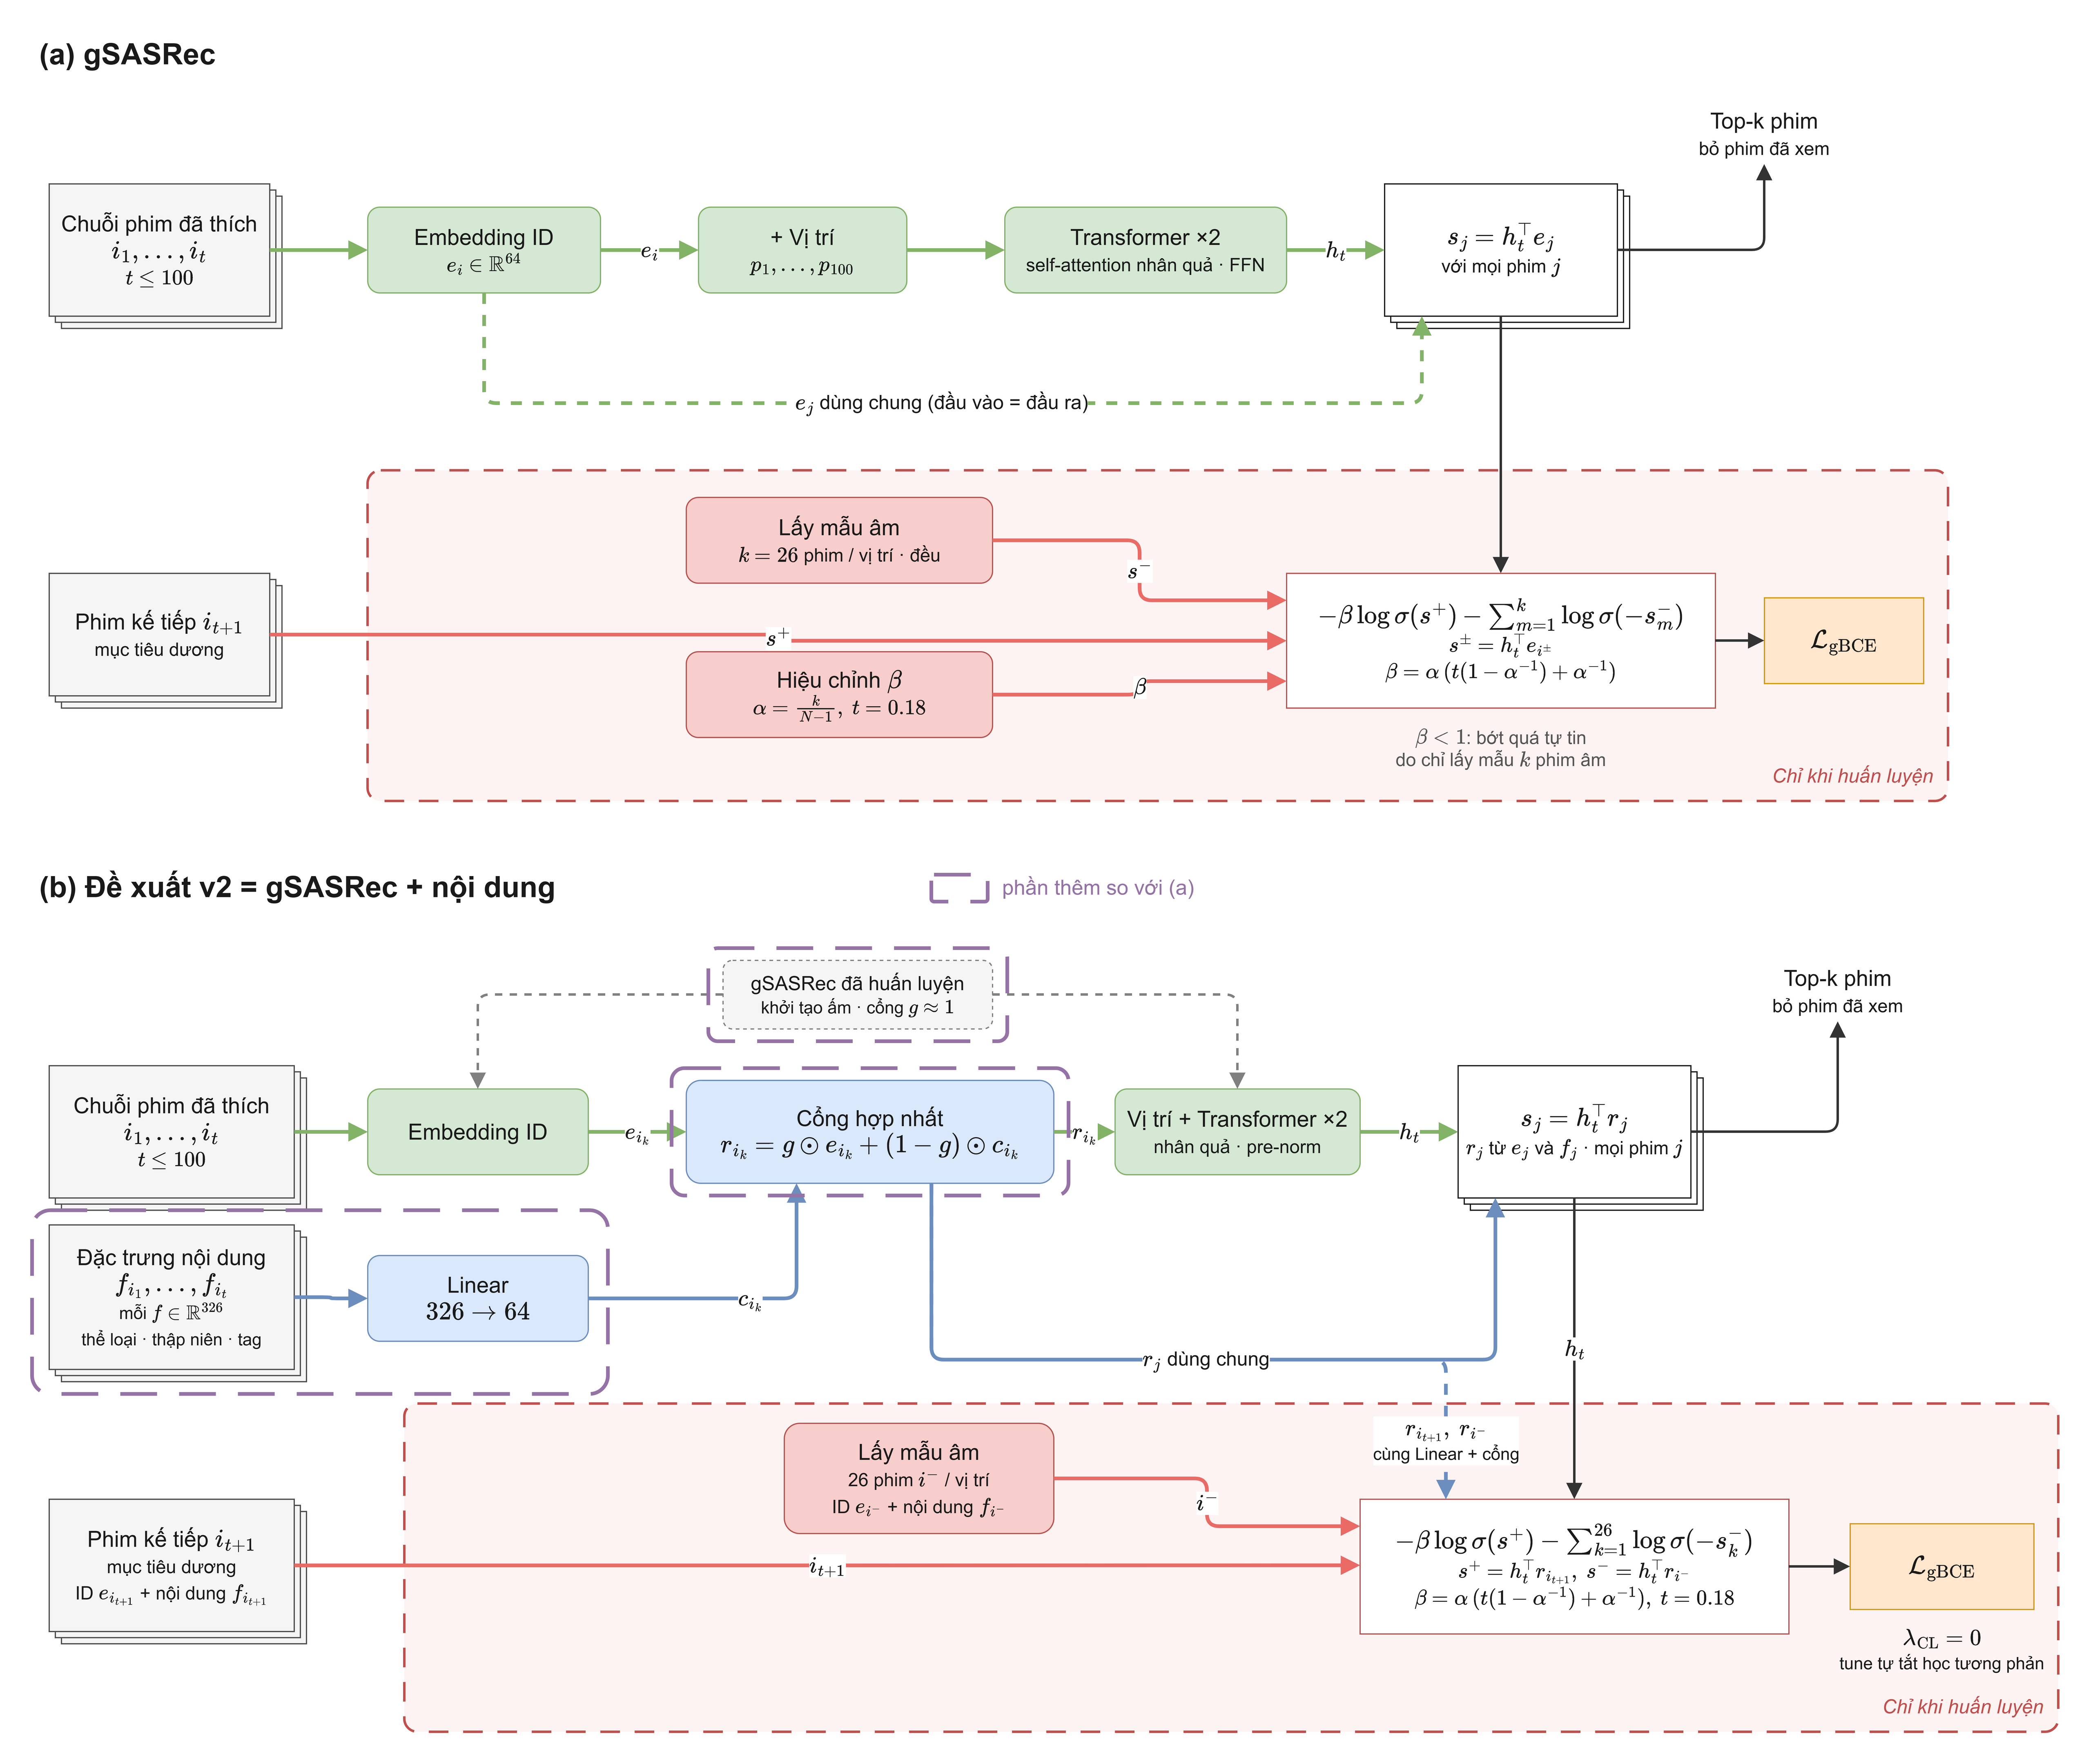 (a) gSASRec
Top-k phim
bỏ phim đã xem
Chuỗi phim đã thích
i_1, . . . , i_t
t ≤ 100
Embedding ID
e_i ∈ ℝ^64
e_i
+ Vị trí
p_1, . . . , p_100
Transformer ×2
self-attention nhân quả · FFN
h_t
s_j = h_t^⊤ e_j
với mọi phim j
e_j dùng chung (đầu vào = đầu ra)
Lấy mẫu âm
k = 26 phim / vị trí · đều
s^−
Phim kế tiếp i_{t+1}
mục tiêu dương
s^+
Hiệu chỉnh β
α = k/(N−1), t = 0.18
β
−β log σ(s^+) − ∑_{m=1}^{k} log σ(−s_m^−)
s^± = h_t^⊤ e_{i^±}
β = α (t(1 − α^{−1}) + α^{−1})
ℒ_gBCE
β < 1: bớt quá tự tin
do chỉ lấy mẫu k phim âm
Chỉ khi huấn luyện
(b) Đề xuất v2 = gSASRec + nội dung
phần thêm so với (a)
gSASRec đã huấn luyện
khởi tạo ấm · cổng g ≈ 1
Top-k phim
bỏ phim đã xem
Chuỗi phim đã thích
i_1, . . . , i_t
t ≤ 100
Embedding ID
e_{i_k}
Cổng hợp nhất
r_{i_k} = g ⊙ e_{i_k} + (1 − g) ⊙ c_{i_k}
r_{i_k}
Vị trí + Transformer ×2
nhân quả · pre-norm
h_t
s_j = h_t^⊤ r_j
r_j từ e_j và f_j · mọi phim j
Đặc trưng nội dung
f_{i_1}, . . . , f_{i_t}
mỗi f ∈ ℝ^326
thể loại · thập niên · tag
Linear
326 → 64
c_{i_k}
r_j dùng chung
h_t
r_{i_{t+1}}, r_{i^−}
cùng Linear + cổng
Lấy mẫu âm
26 phim i^− / vị trí
ID e_{i^−} + nội dung f_{i^−}
i^−
Phim kế tiếp i_{t+1}
mục tiêu dương
ID e_{i_{t+1}} + nội dung f_{i_{t+1}}
i_{t+1}
−β log σ(s^+) − ∑_{k=1}^{26} log σ(−s_k^−)
s^+ = h_t^⊤ r_{i_{t+1}}, s^− = h_t^⊤ r_{i^−}
β = α (t(1 − α^{−1}) + α^{−1}), t = 0.18
ℒ_gBCE
λ_CL = 0
tune tự tắt học tương phản
Chỉ khi huấn luyện